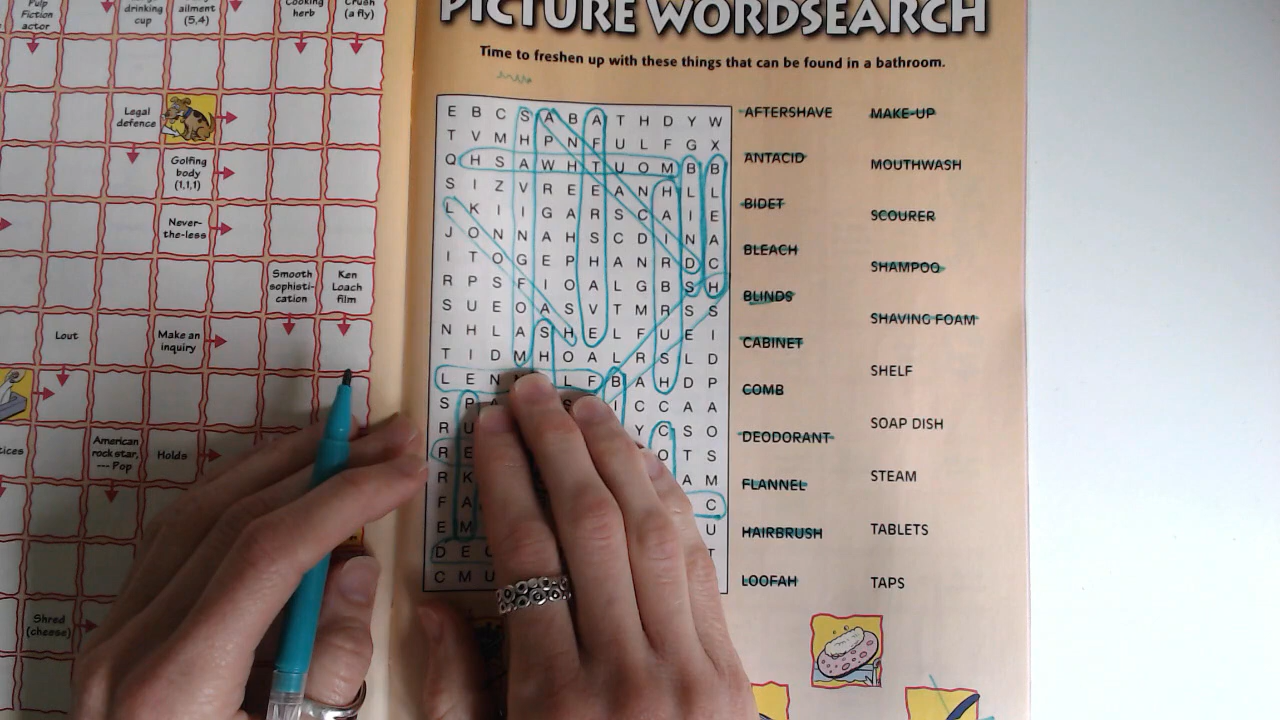 Pulp
Fiction
actor
drinking
cup
ailment
(5,4)
Cooking
herb
Crush
(a fly)
Legal
defence
Golfing
body
(1,1,1)
Never-
the-less
Smooth
sophisti-
cation
Ken
Loach
film
Lout
Make an
inquiry
American
rock star,
--- Pop
Holds
Shred
(cheese)
PICTURE WORDSEARCH
Time to freshen up with these things that can be found in a bathroom.
E B C S A B A T H D Y W
T V M H P N F U L F G X
Q H S A W H T U O M B B
S I Z V R E E A N H L L
L K I I G A R S C A I E
J O N N A H S C D I N A
I T O G E P H A N R D C
R P S F I O A L G B S H
S U E O A S V T M R S S
N H L A S H E L F U E I
T I D M H O A L R S L D
L E N L F B A H D P
S P I C C A A
R U Y C S O
R E O T S
R K A M
F A C
E M U
D E T
C M U
AFTERSHAVE
ANTACID
BIDET
BLEACH
BLINDS
CABINET
COMB
DEODORANT
FLANNEL
HAIRBRUSH
LOOFAH
MAKE-UP
MOUTHWASH
SCOURER
SHAMPOO
SHAVING FOAM
SHELF
SOAP DISH
STEAM
TABLETS
TAPS